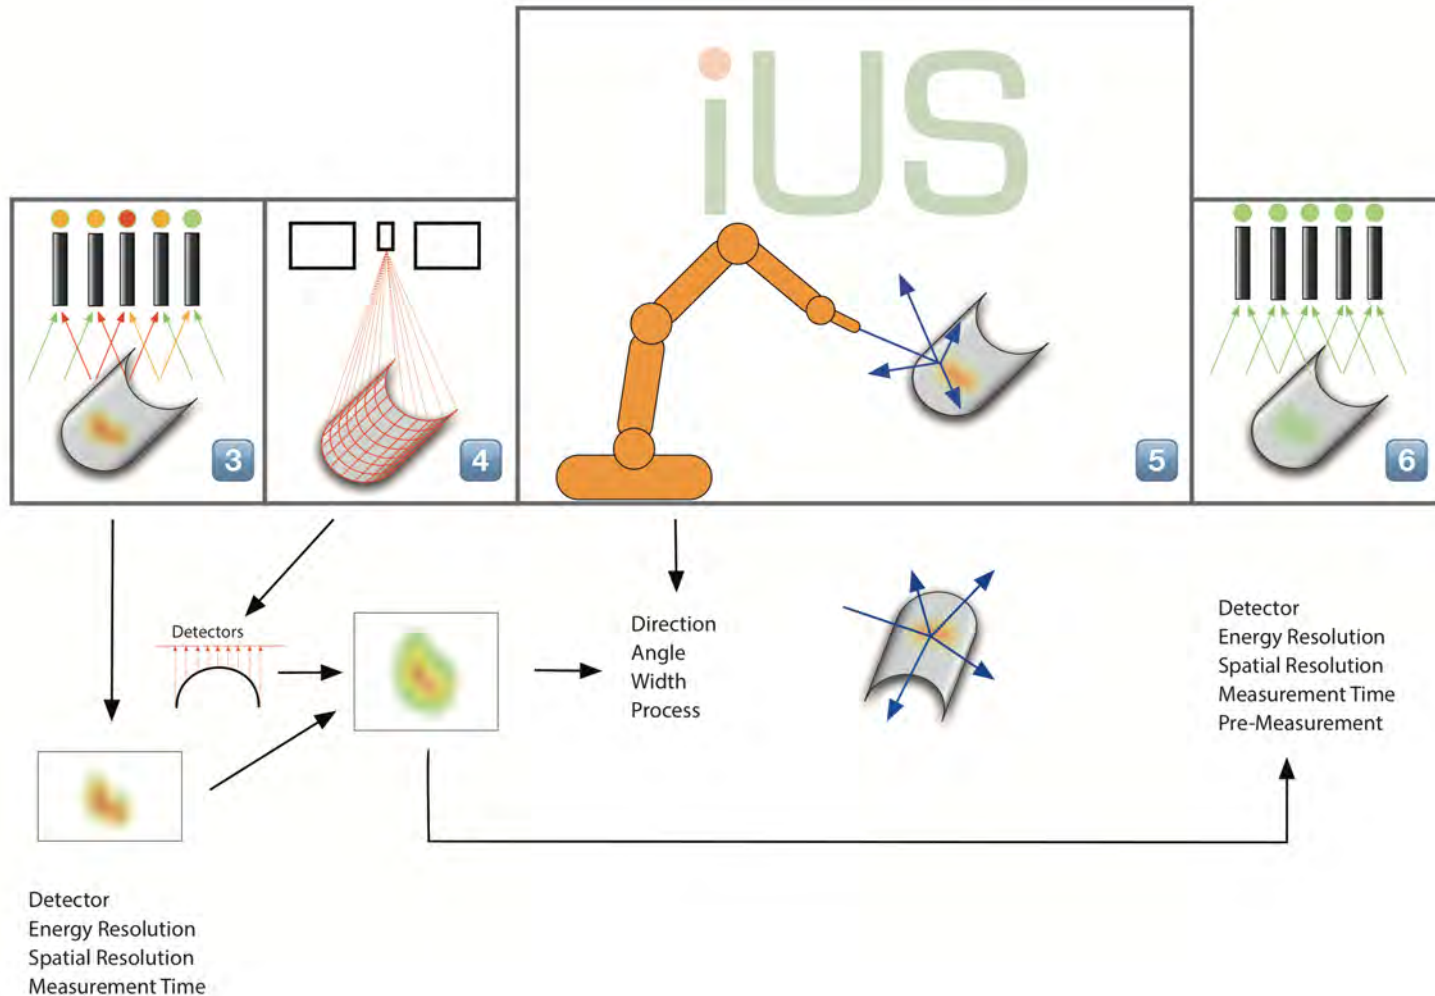 iUS
3
4
5
6
Detectors
Direction
Angle
Width
Process
Detector
Energy Resolution
Spatial Resolution
Measurement Time
Pre-Measurement
Detector
Energy Resolution
Spatial Resolution
Measurement Time